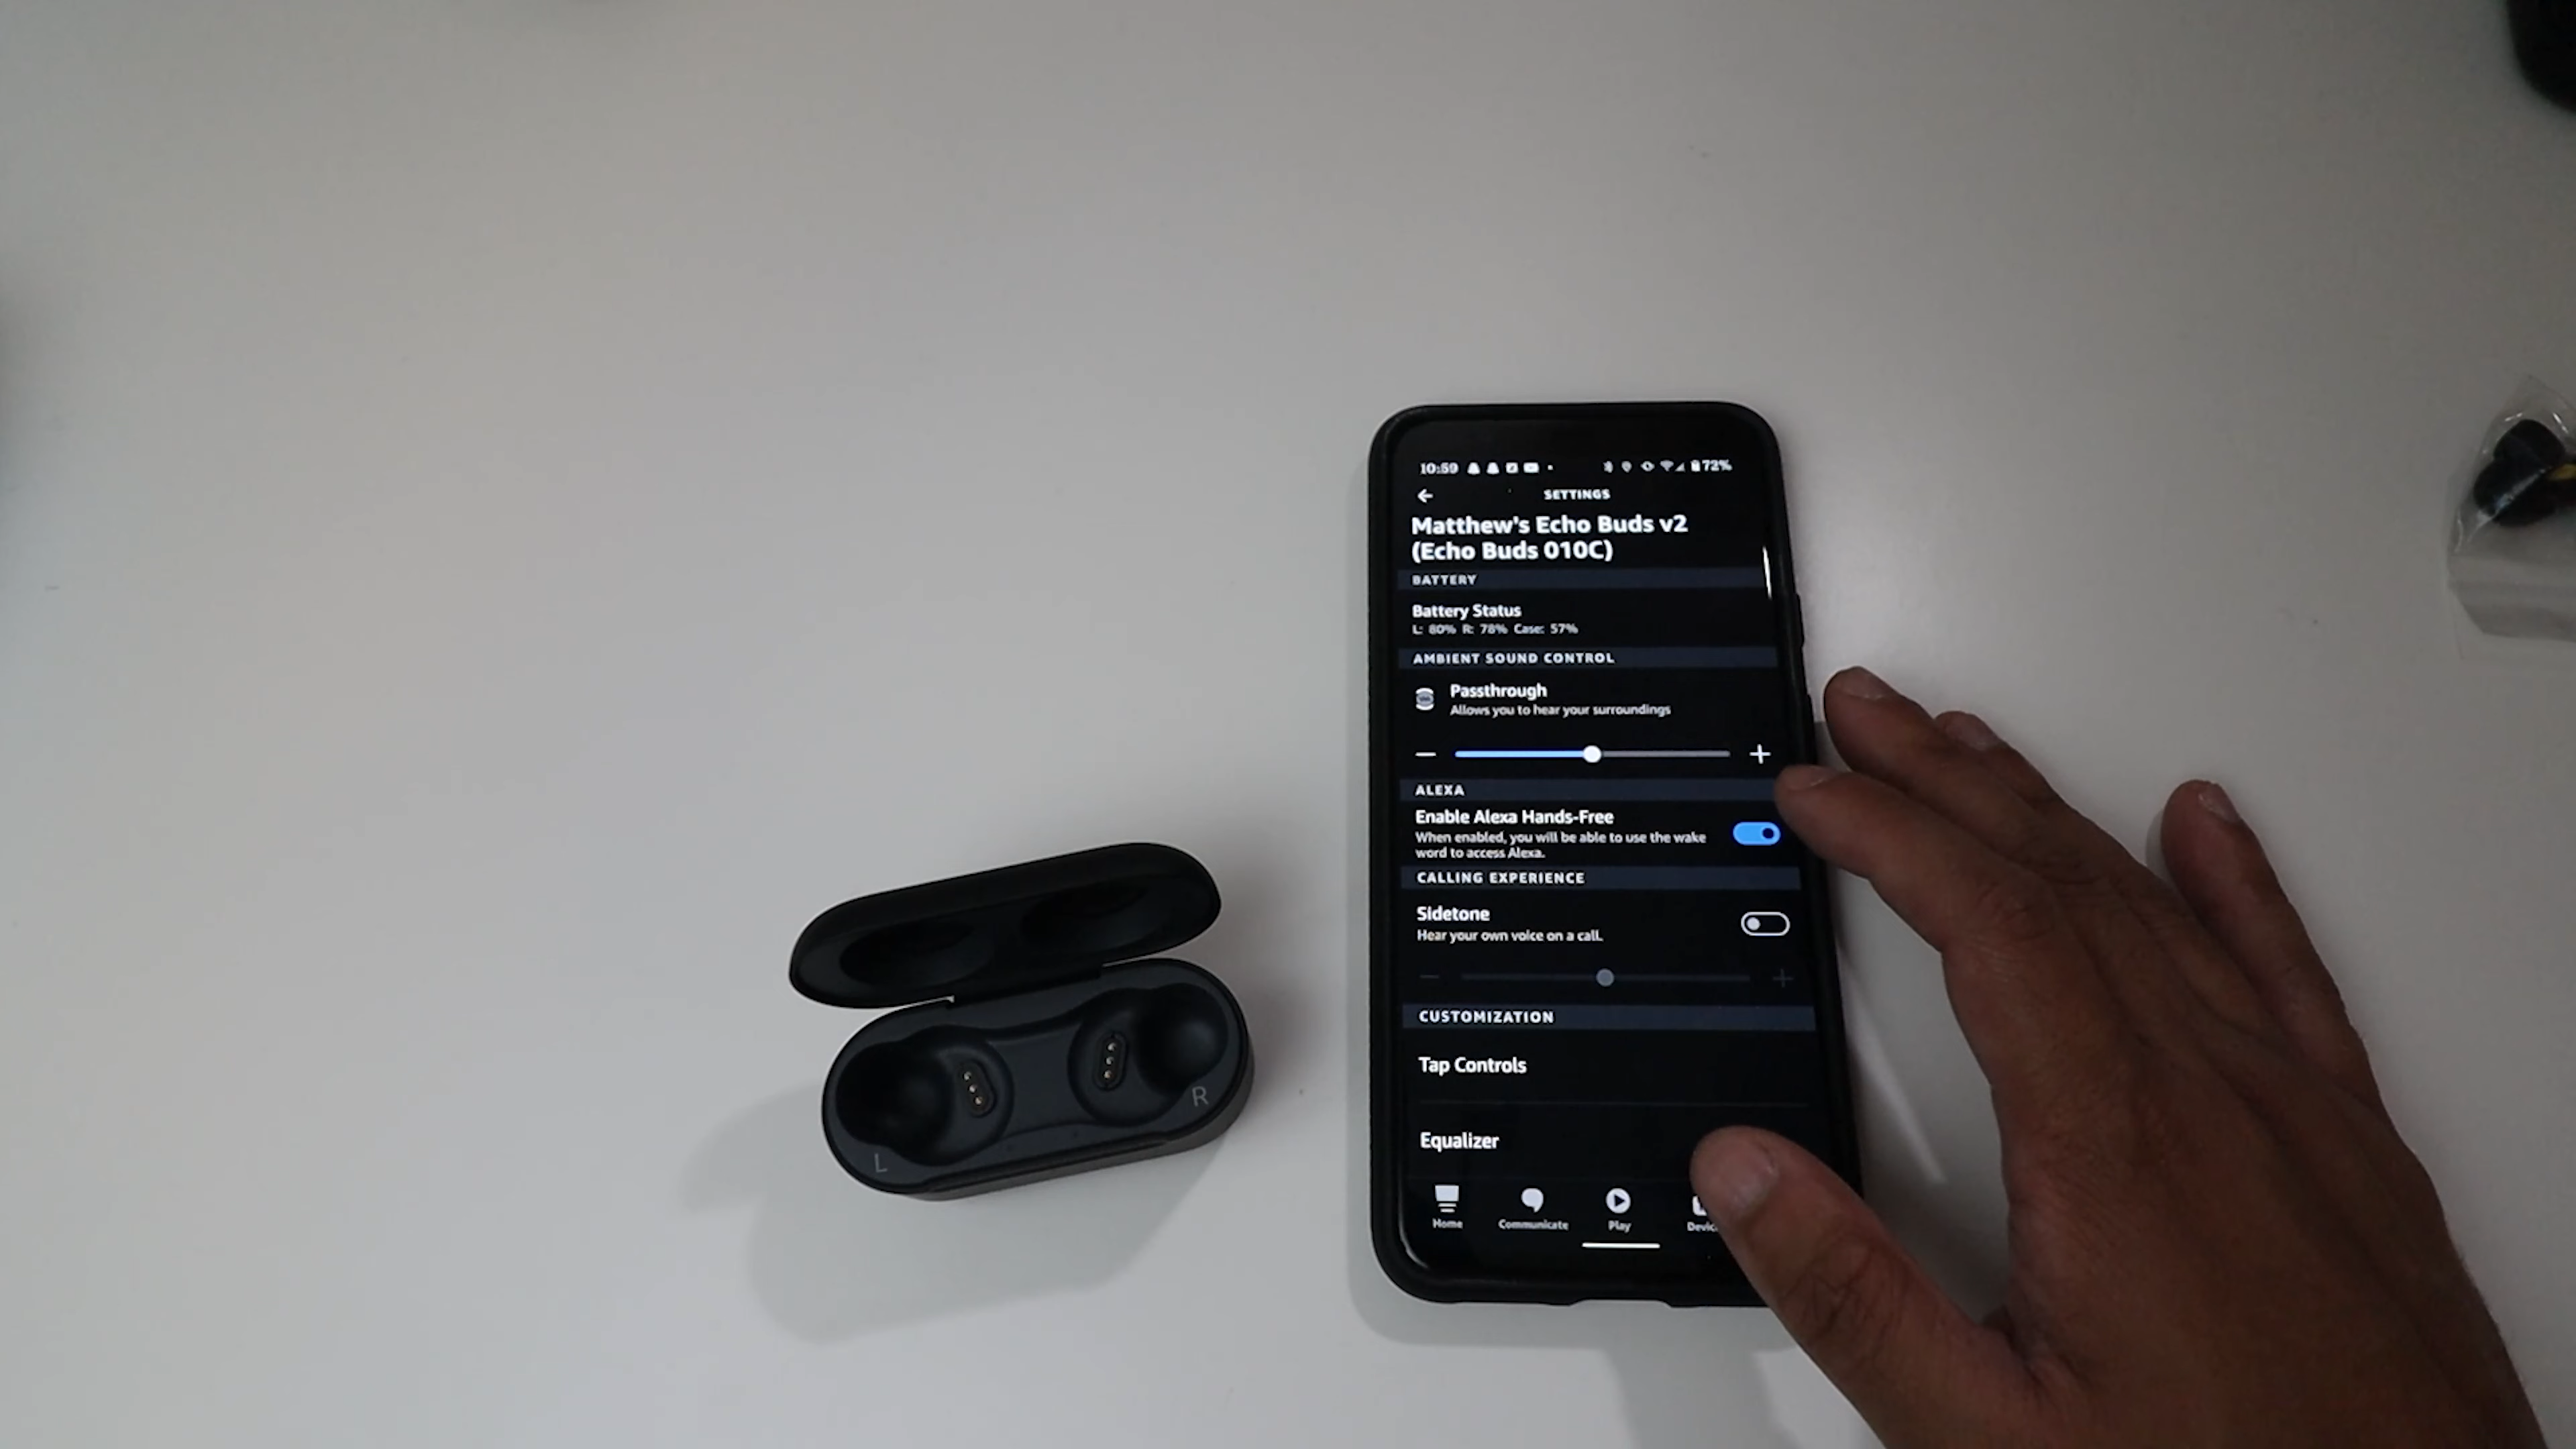 10:59 72%
SETTINGS
Matthew's Echo Buds v2
(Echo Buds 010C)
BATTERY
Battery Status
L: 80% R: 78% Case: 57%
AMBIENT SOUND CONTROL
Passthrough
Allows you to hear your surroundings
ALEXA
Enable Alexa Hands-Free
When enabled, you will be able to use the wake
word to access Alexa.
CALLING EXPERIENCE
Sidetone
Hear your own voice on a call.
CUSTOMIZATION
Tap Controls
Equalizer
Home Communicate Play Devic
L R